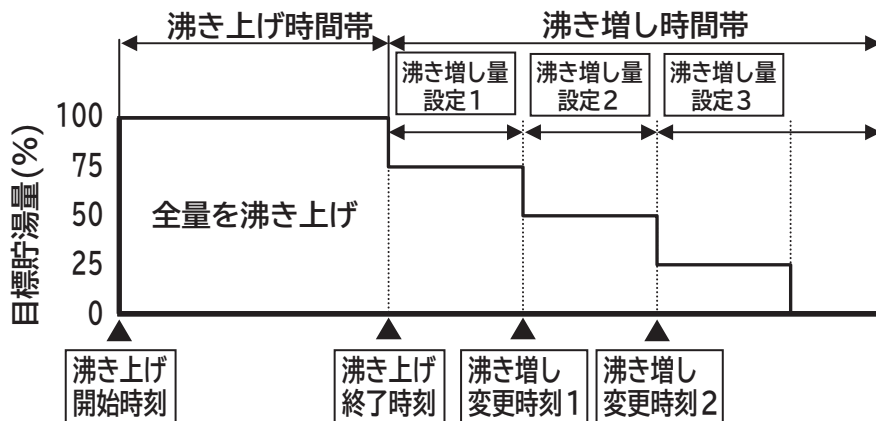 沸き上げ時間帯
沸き増し時間帯
沸き増し量
設定1
沸き増し量
設定2
沸き増し量
設定3
目標貯湯量(%)
100
75
50
25
0
全量を沸き上げ
沸き上げ
開始時刻
沸き上げ
終了時刻
沸き増し
変更時刻1
沸き増し
変更時刻2